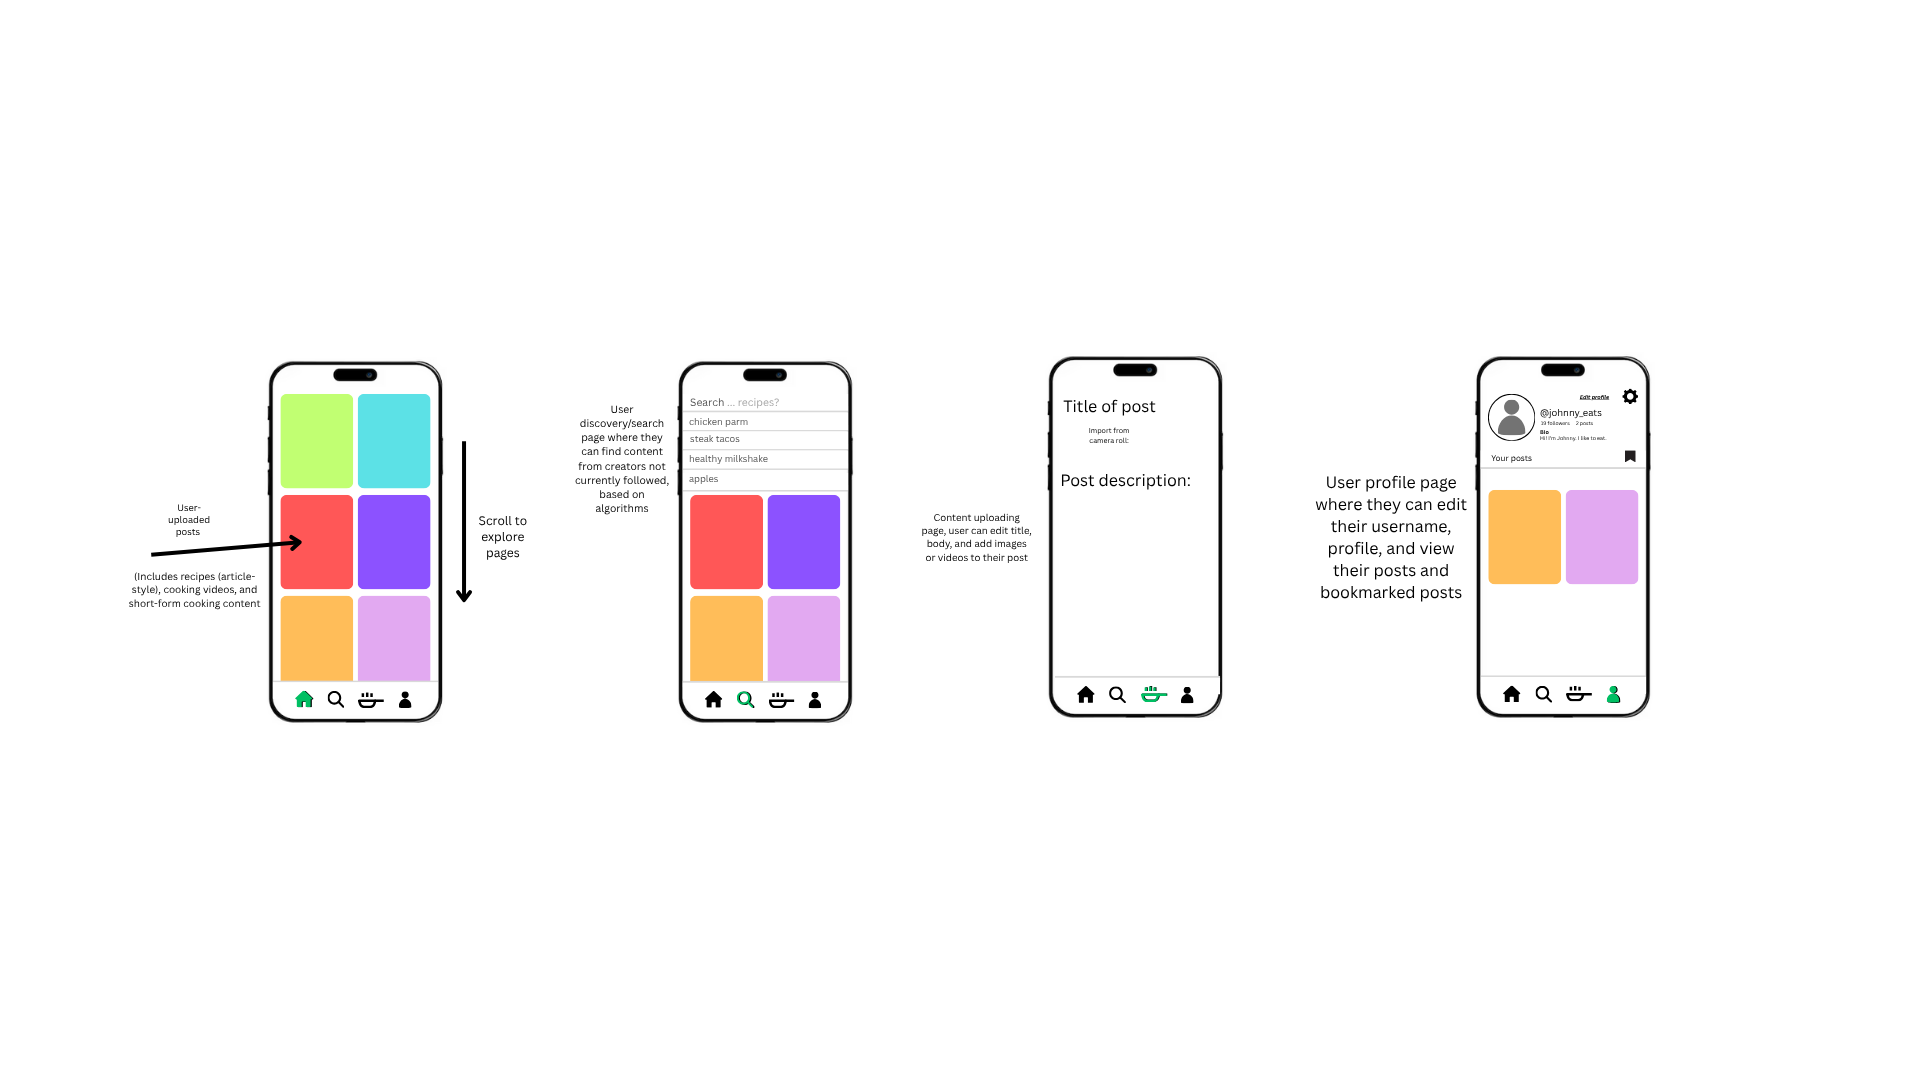 User-
uploaded
posts
(Includes recipes (article-
style), cooking videos, and
short-form cooking content
Scroll to
explore
pages
User
discovery/search
page where they
can find content
from creators not
currently followed,
based on
algorithms
Search ... recipes?
chicken parm
steak tacos
healthy milkshake
apples
Content uploading
page, user can edit title,
body, and add images
or videos to their post
Title of post
Import from
camera roll:
Post description:
User profile page
where they can edit
their username,
profile, and view
their posts and
bookmarked posts
Edit profile
@johnny_eats
19 followers 2 posts
Bio
Hi! I'm Johnny. I like to eat.
Your posts